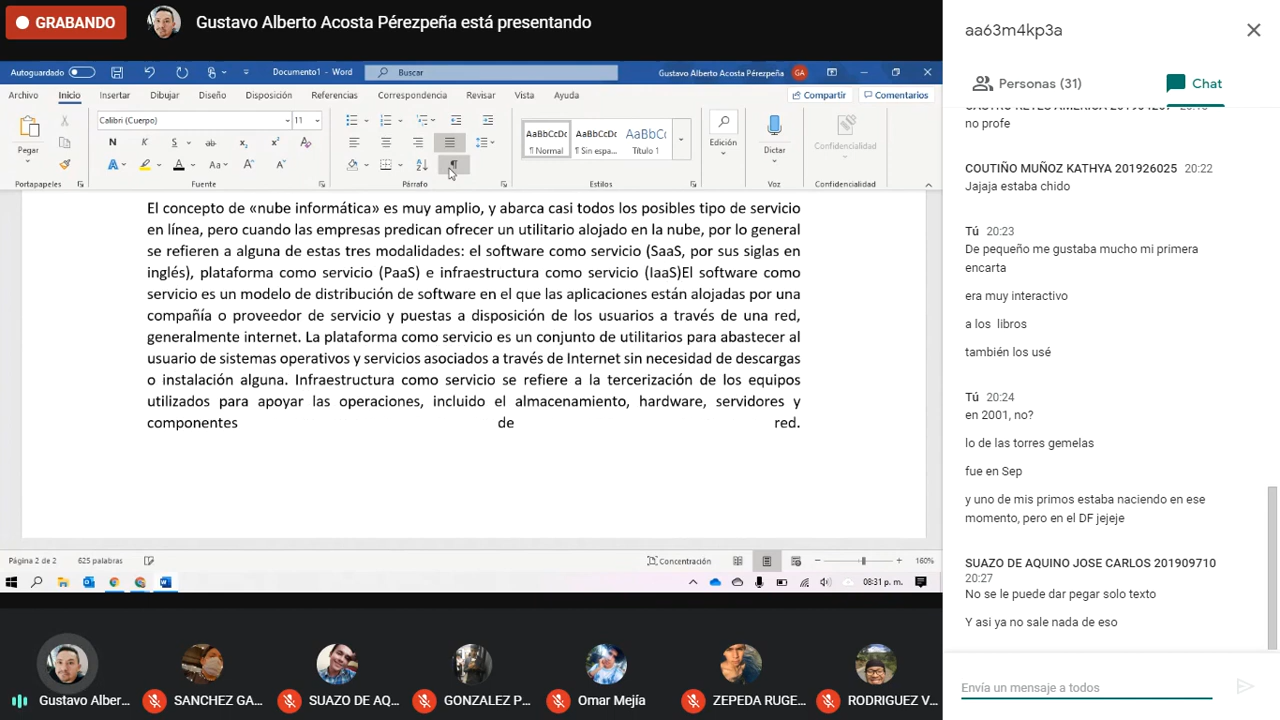 GRABANDO
Gustavo Alberto Acosta Pérezpeña está presentando
Autoguardado
Documento1 - Word
Buscar
Gustavo Alberto Acosta Pérezpeña
GA
Archivo Inicio Insertar Dibujar Diseño Disposición Referencias Correspondencia Revisar Vista Ayuda
Compartir
Comentarios
Calibri (Cuerpo) 11
Pegar
N K S ab x₂ x²
A A Aa A A
AaBbCcDc AaBbCcDc AaBbCc
¶ Normal ¶ Sin espa... Título 1
Edición
Dictar
Confidencialidad
Portapapeles Fuente Párrafo Estilos Voz Confidencialidad
El concepto de «nube informática» es muy amplio, y abarca casi todos los posibles tipo de servicio
en línea, pero cuando las empresas predican ofrecer un utilitario alojado en la nube, por lo general
se refieren a alguna de estas tres modalidades: el software como servicio (SaaS, por sus siglas en
inglés), plataforma como servicio (PaaS) e infraestructura como servicio (IaaS)El software como
servicio es un modelo de distribución de software en el que las aplicaciones están alojadas por una
compañía o proveedor de servicio y puestas a disposición de los usuarios a través de una red,
generalmente internet. La plataforma como servicio es un conjunto de utilitarios para abastecer al
usuario de sistemas operativos y servicios asociados a través de Internet sin necesidad de descargas
o instalación alguna. Infraestructura como servicio se refiere a la tercerización de los equipos
utilizados para apoyar las operaciones, incluido el almacenamiento, hardware, servidores y
componentes de red.
Página 2 de 2 625 palabras
Concentración
160%
08:31 p. m.
Gustavo Alber...
SANCHEZ GA...
SUAZO DE AQ...
GONZALEZ P...
Omar Mejía
ZEPEDA RUGE...
RODRIGUEZ V...
aa63m4kp3a
Personas (31)
Chat
no profe
COUTIÑO MUÑOZ KATHYA 201926025 20:22
Jajaja estaba chido
Tú 20:23
De pequeño me gustaba mucho mi primera
encarta
era muy interactivo
a los libros
también los usé
Tú 20:24
en 2001, no?
lo de las torres gemelas
fue en Sep
y uno de mis primos estaba naciendo en ese
momento, pero en el DF jejeje
SUAZO DE AQUINO JOSE CARLOS 201909710
20:27
No se le puede dar pegar solo texto
Y asi ya no sale nada de eso
Envía un mensaje a todos